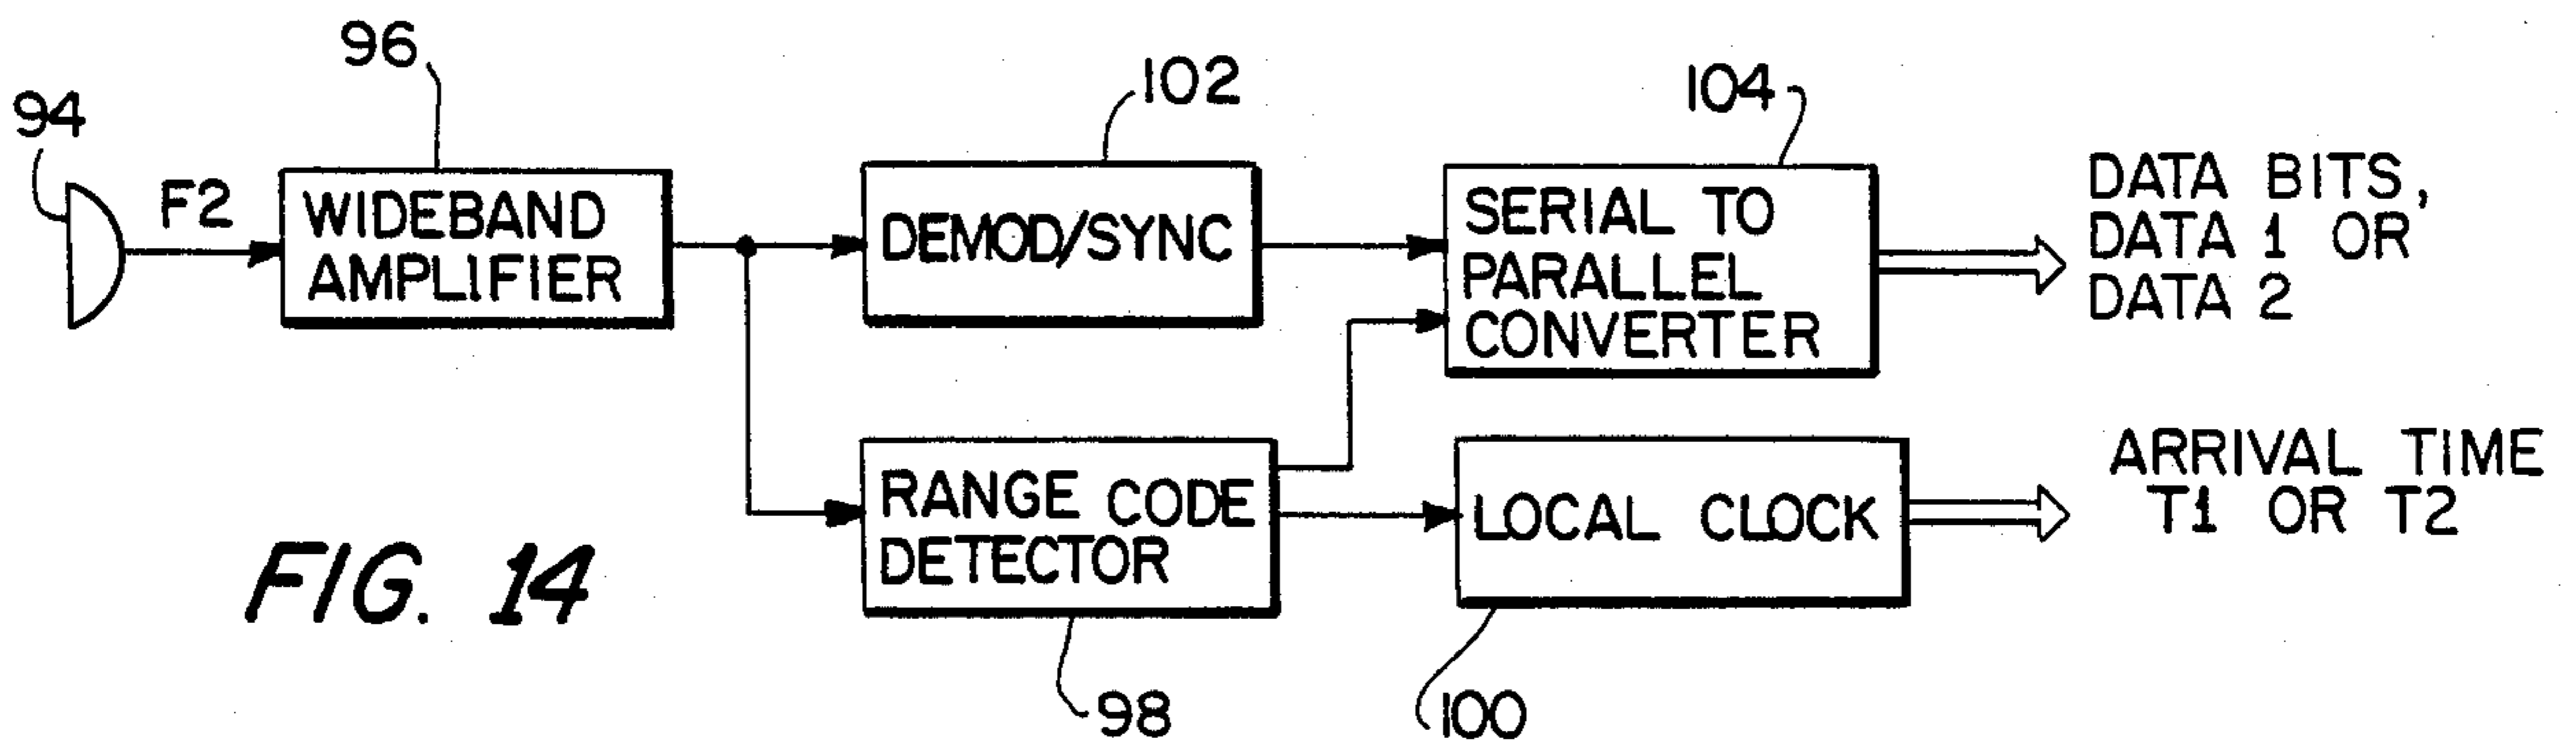 96
102
104
94
F2
WIDEBAND
AMPLIFIER
DEMOD/SYNC
SERIAL TO
PARALLEL
CONVERTER
DATA BITS,
DATA 1 OR
DATA 2
RANGE CODE
DETECTOR
LOCAL CLOCK
ARRIVAL TIME
T1 OR T2
FIG. 14
98
100